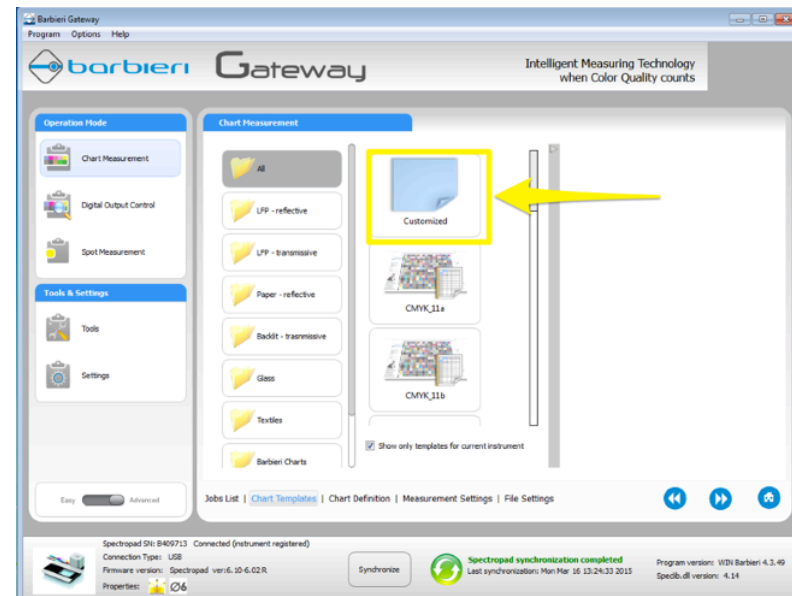 Barbieri Gateway
Program Options Help
barbieri Gateway
Intelligent Measuring Technology
when Color Quality counts
Operation Mode
Chart Measurement
Digital Output Control
Spot Measurement
Tools & Settings
Tools
Settings
Easy Advanced
Chart Measurement
All
LFP - reflective
LFP - transmissive
Paper - reflective
Backlit - trasnmissive
Glass
Textiles
Barbieri Charts
Customized
CMYK_11a
CMYK_11b
Show only templates for current instrument
Jobs List | Chart Templates | Chart Definition | Measurement Settings | File Settings
Spectropad SN: B409713 Connected (instrument registered)
Connection Type: USB
Firmware version: Spectropad ver:6.10-6.02R
Properties: Ø6
Synchronize
Spectropad synchronization completed
Last synchronization: Mon Mar 16 13:24:33 2015
Program version: WIN Barbieri 4.3.49
Specilb.dll version: 4.14